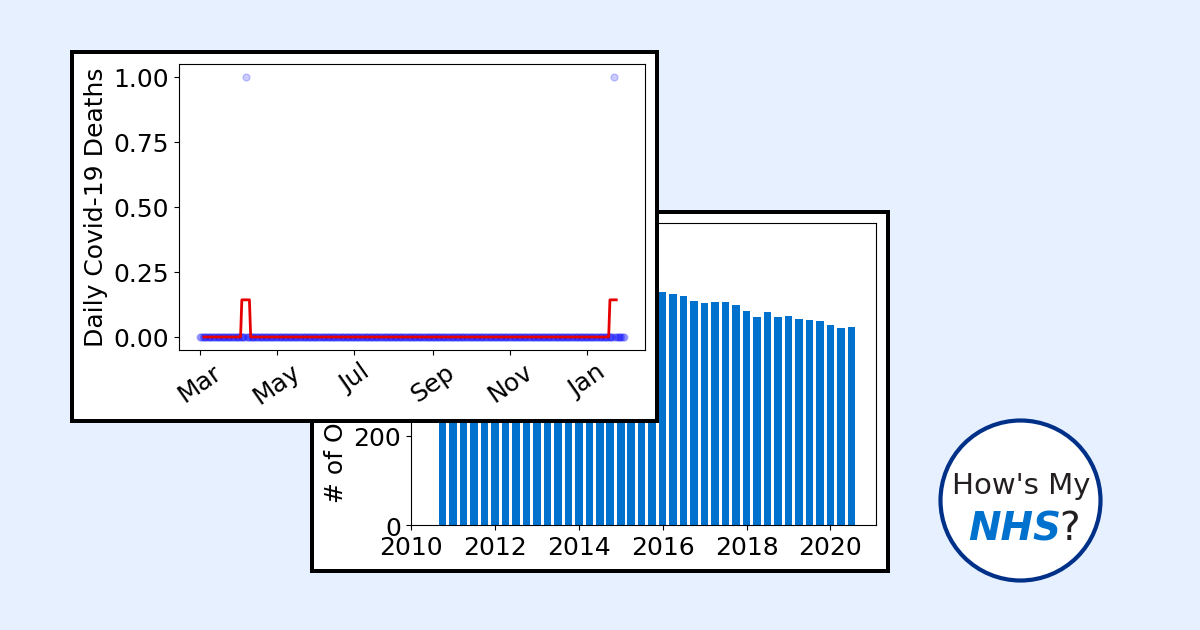 Daily Covid-19 Deaths
1.00
0.75
0.50
0.25
0.00
Mar May Jul Sep Nov Jan
# of O
200
0
2010 2012 2014 2016 2018 2020
How's My
NHS?